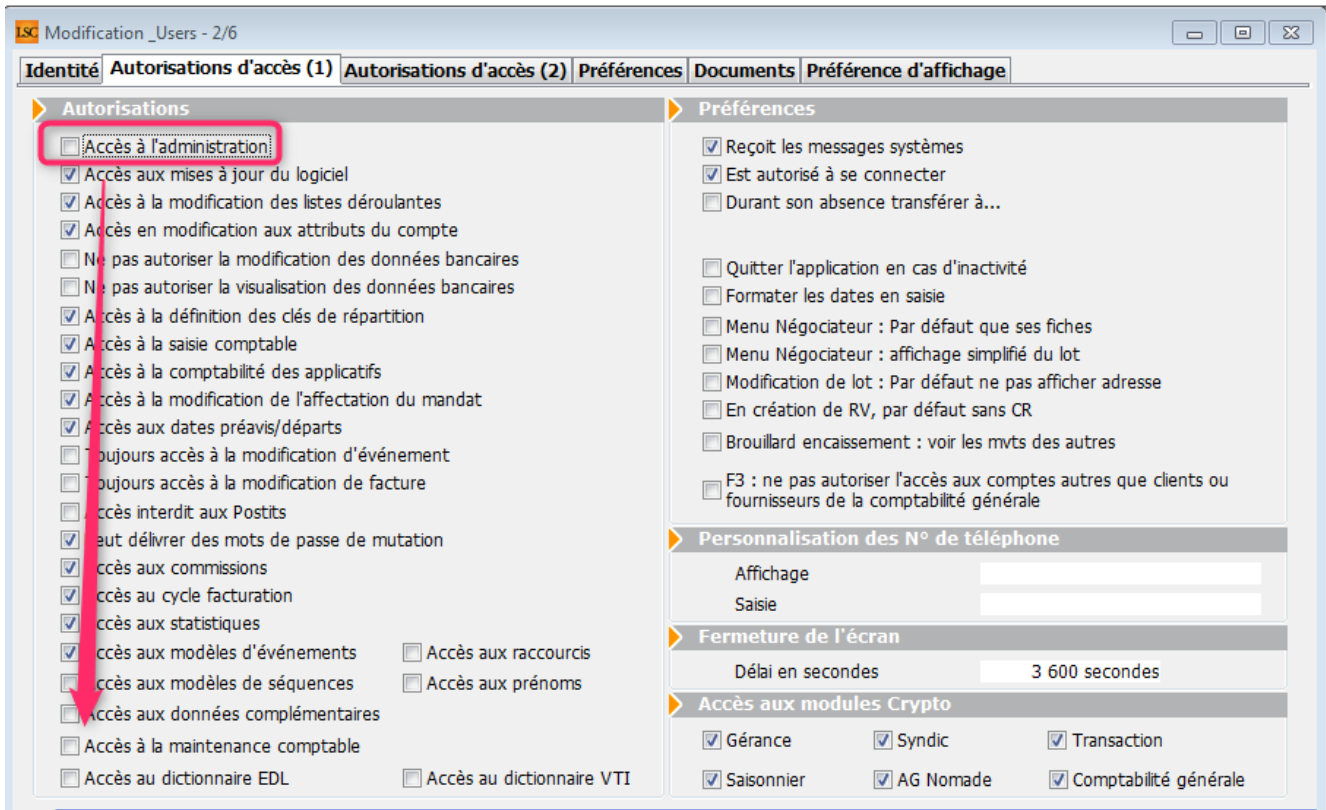 LSC Modification _Users - 2/6
Identité Autorisations d'accès (1) Autorisations d'accès (2) Préférences Documents Préférence d'affichage
Autorisations
Accès à l'administration
Accès aux mises à jour du logiciel
Accès à la modification des listes déroulantes
Accès en modification aux attributs du compte
Ne pas autoriser la modification des données bancaires
Ne pas autoriser la visualisation des données bancaires
Accès à la définition des clés de répartition
Accès à la saisie comptable
Accès à la comptabilité des applicatifs
Accès à la modification de l'affectation du mandat
Accès aux dates préavis/départs
Toujours accès à la modification d'événement
Toujours accès à la modification de facture
Accès interdit aux Postits
Peut délivrer des mots de passe de mutation
Accès aux commissions
Accès au cycle facturation
Accès aux statistiques
Accès aux modèles d'événements Accès aux raccourcis
Accès aux modèles de séquences Accès aux prénoms
Accès aux données complémentaires
Accès à la maintenance comptable
Accès au dictionnaire EDL Accès au dictionnaire VTI
Préférences
Reçoit les messages systèmes
Est autorisé à se connecter
Durant son absence transférer à...
Quitter l'application en cas d'inactivité
Formater les dates en saisie
Menu Négociateur : Par défaut que ses fiches
Menu Négociateur : affichage simplifié du lot
Modification de lot : Par défaut ne pas afficher adresse
En création de RV, par défaut sans CR
Brouillard encaissement : voir les mvts des autres
F3 : ne pas autoriser l'accès aux comptes autres que clients ou
fournisseurs de la comptabilité générale
Personnalisation des N° de téléphone
Affichage
Saisie
Fermeture de l'écran
Délai en secondes 3 600 secondes
Accès aux modules Crypto
Gérance Syndic Transaction
Saisonnier AG Nomade Comptabilité générale